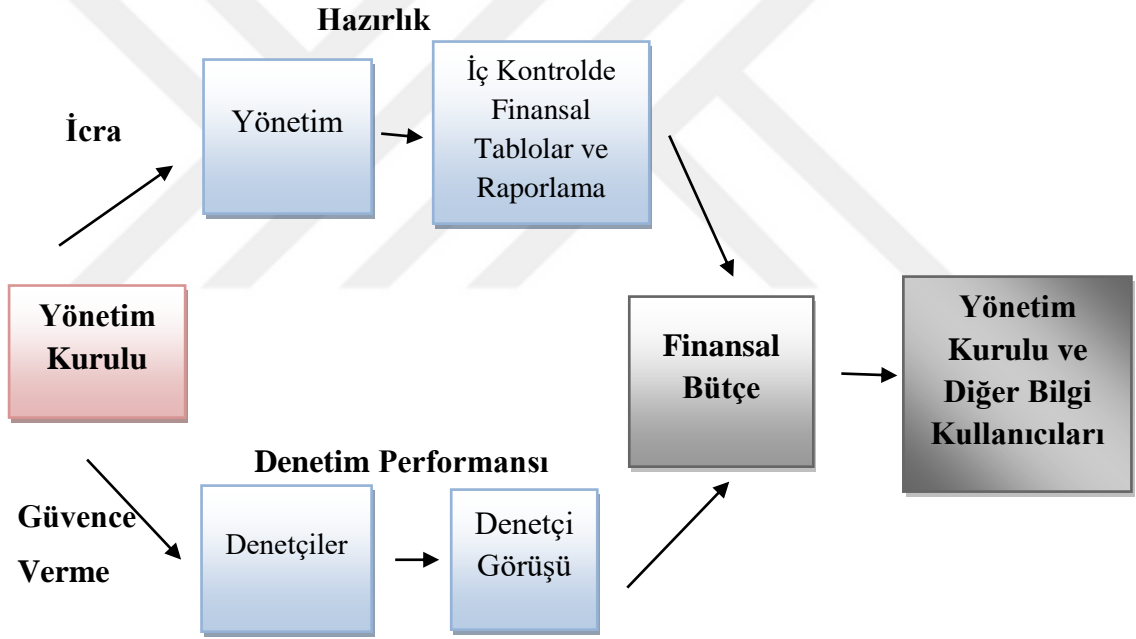 Hazırlık
İcra
Yönetim
İç Kontrolde
Finansal
Tablolar ve
Raporlama
Yönetim
Kurulu
Finansal
Bütçe
Yönetim
Kurulu ve
Diğer Bilgi
Kullanıcıları
Denetim Performansı
Güvence
Verme
Denetçiler
Denetçi
Görüşü